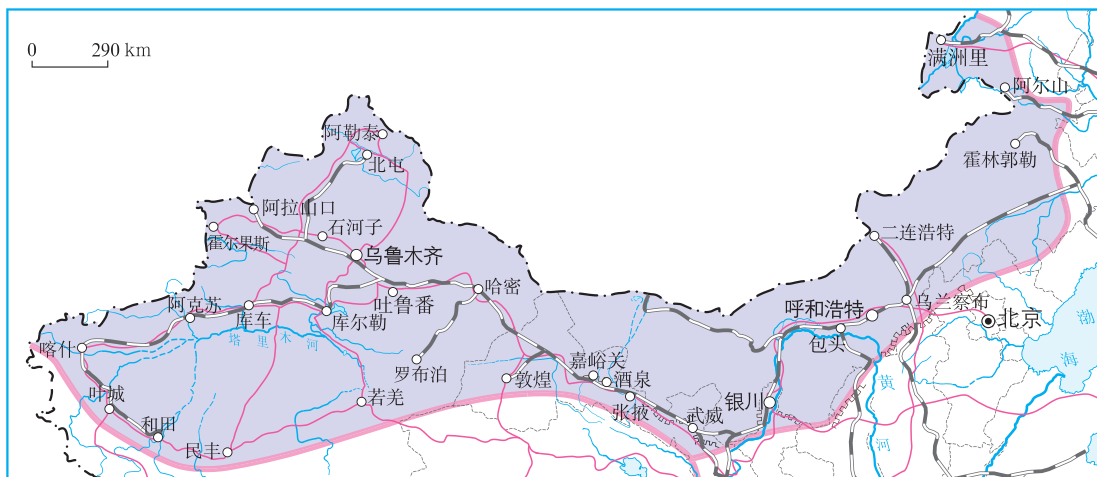 0 290 km
满洲里
阿尔山
阿勒泰
北屯
霍林郭勒
阿拉山口
石河子
霍尔果斯
乌鲁木齐
二连浩特
哈密
吐鲁番
阿克苏
库车
库尔勒
呼和浩特
乌兰察布
北京
包头
渤
海
塔里木河
喀什
罗布泊
嘉峪关
敦煌
酒泉
张掖
叶城
若羌
银川
黄
河
武威
和田
民丰